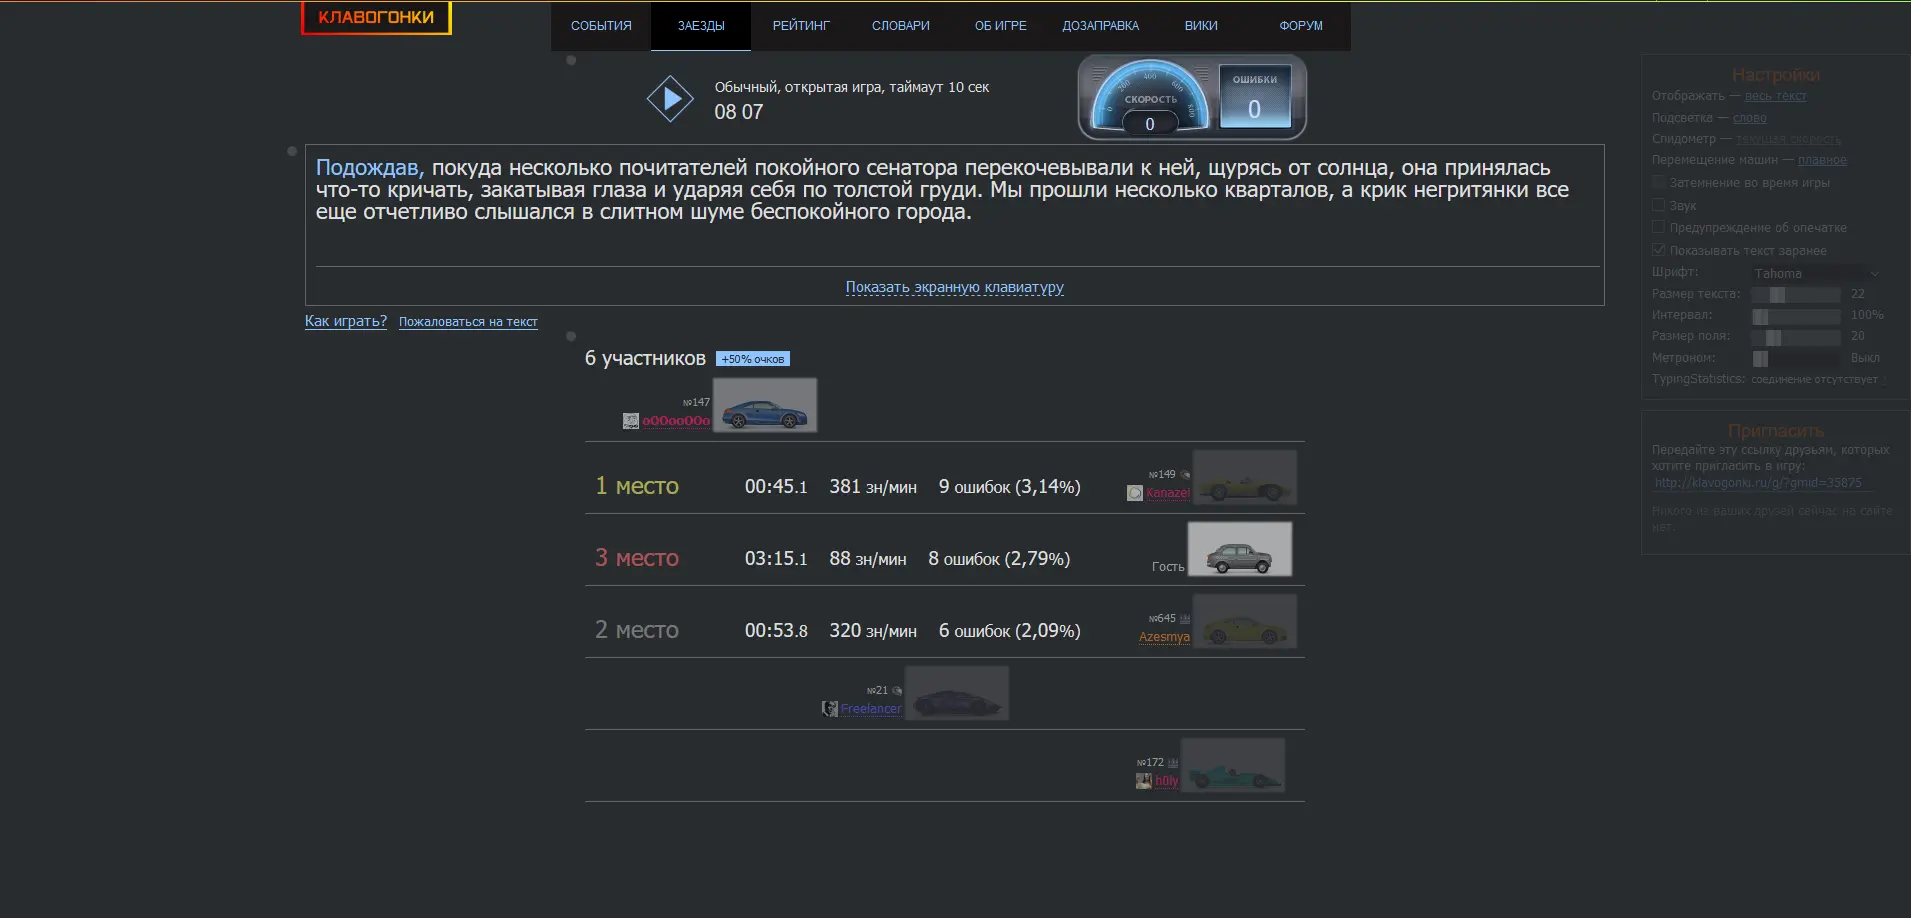 КЛАВОГОНКИ
СОБЫТИЯ ЗАЕЗДЫ РЕЙТИНГ СЛОВАРИ ОБ ИГРЕ ДОЗАПРАВКА ВИКИ ФОРУМ
Обычный, открытая игра, таймаут 10 сек
08 07
0 200 400 600 800
СКОРОСТЬ
0
ОШИБКИ
0
Подождав, покуда несколько почитателей покойного сенатора перекочевывали к ней, щурясь от солнца, она принялась
что-то кричать, закатывая глаза и ударяя себя по толстой груди. Мы прошли несколько кварталов, а крик негритянки все
еще отчетливо слышался в слитном шуме беспокойного города.
Показать экранную клавиатуру
Как играть? Пожаловаться на текст
6 участников +50% очков
№147
o0Ooo0Oo
1 место 00:45.1 381 зн/мин 9 ошибок (3,14%)
№149
Kanazei
3 место 03:15.1 88 зн/мин 8 ошибок (2,79%)
Гость
2 место 00:53.8 320 зн/мин 6 ошибок (2,09%)
№645
Azesmya
№21
Freelancer
№172
h0ly
Настройки
Отображать — весь текст
Подсветка — слово
Спидометр — текущая скорость
Перемещение машин — плавное
Затемнение во время игры
Звук
Предупреждение об опечатке
Показывать текст заранее
Шрифт: Tahoma
Размер текста: 22
Интервал: 100%
Размер поля: 20
Метроном: Выкл
TypingStatistics: соединение отсутствует
Пригласить
Передайте эту ссылку друзьям, которых
хотите пригласить в игру:
http://klavogonki.ru/g/?gmid=35875
Никого из ваших друзей сейчас на сайте
нет.